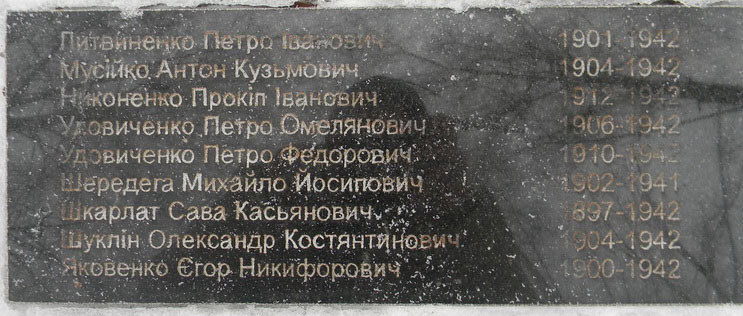 Литвиненко Петро Іванович 1901-1942
Мусійко Антон Кузьмович 1904-1942
Никоненко Прокіп Іванович 1912-1942
Удовиченко Петро Омелянович 1906-1942
Удовиченко Петро Федорович 1910-1942
Шередега Михайло Йосипович 1902-1941
Шкарлат Сава Касьянович 1897-1942
Шуклін Олександр Костянтинович 1904-1942
Яковенко Єгор Никифорович 1900-1942